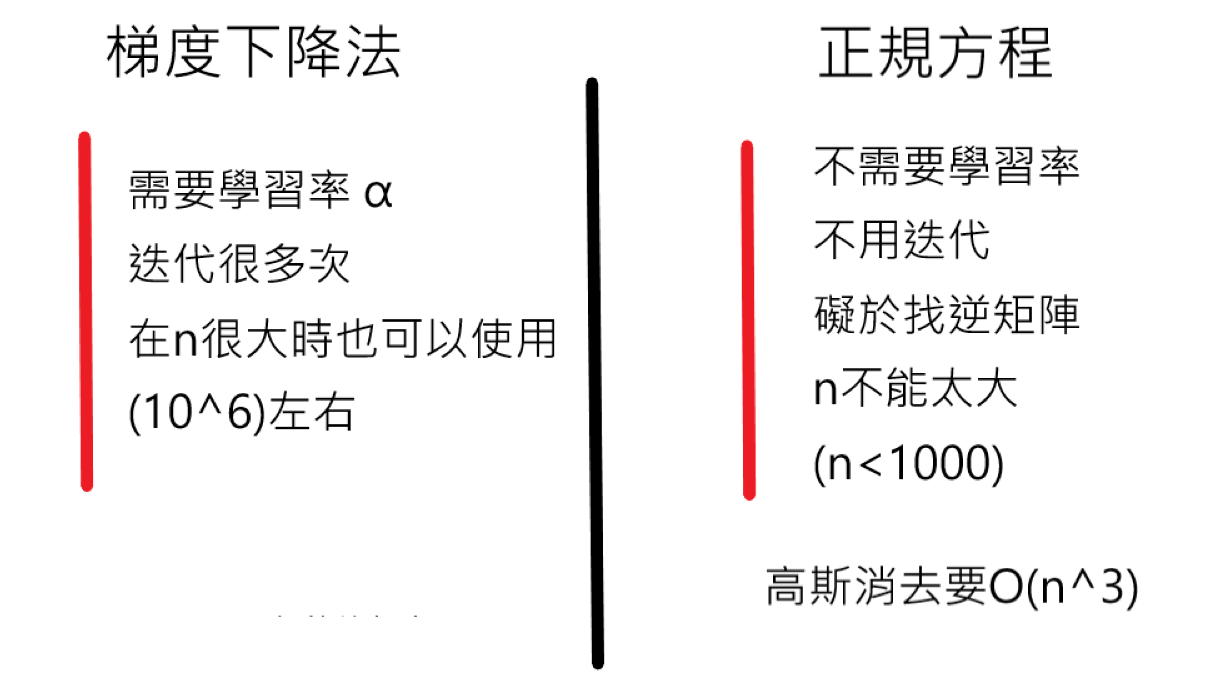 梯度下降法
需要學習率 α
迭代很多次
在n很大時也可以使用
(10^6)左右
正規方程
不需要學習率
不用迭代
礙於找逆矩陣
n不能太大
(n<1000)
高斯消去要O(n^3)